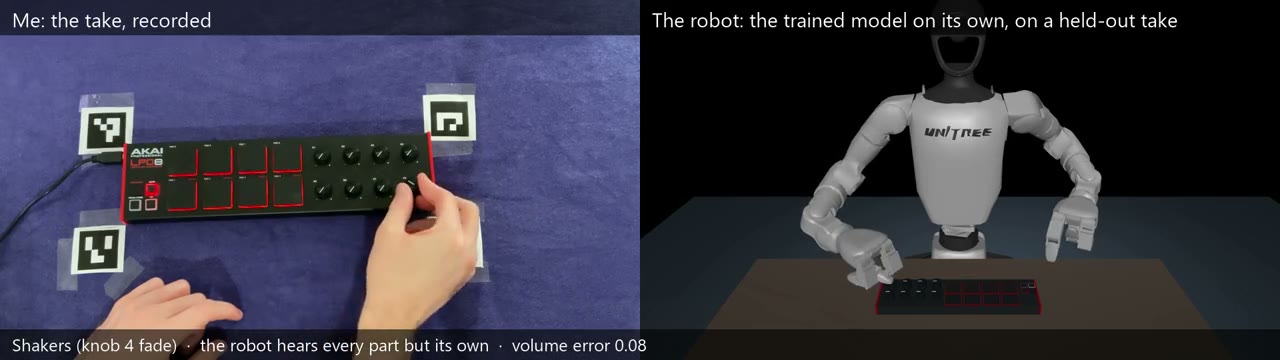 Me: the take, recorded
The robot: the trained model on its own, on a held-out take
AKAI
LPD8
UNITREE
Shakers (knob 4 fade) · the robot hears every part but its own · volume error 0.08